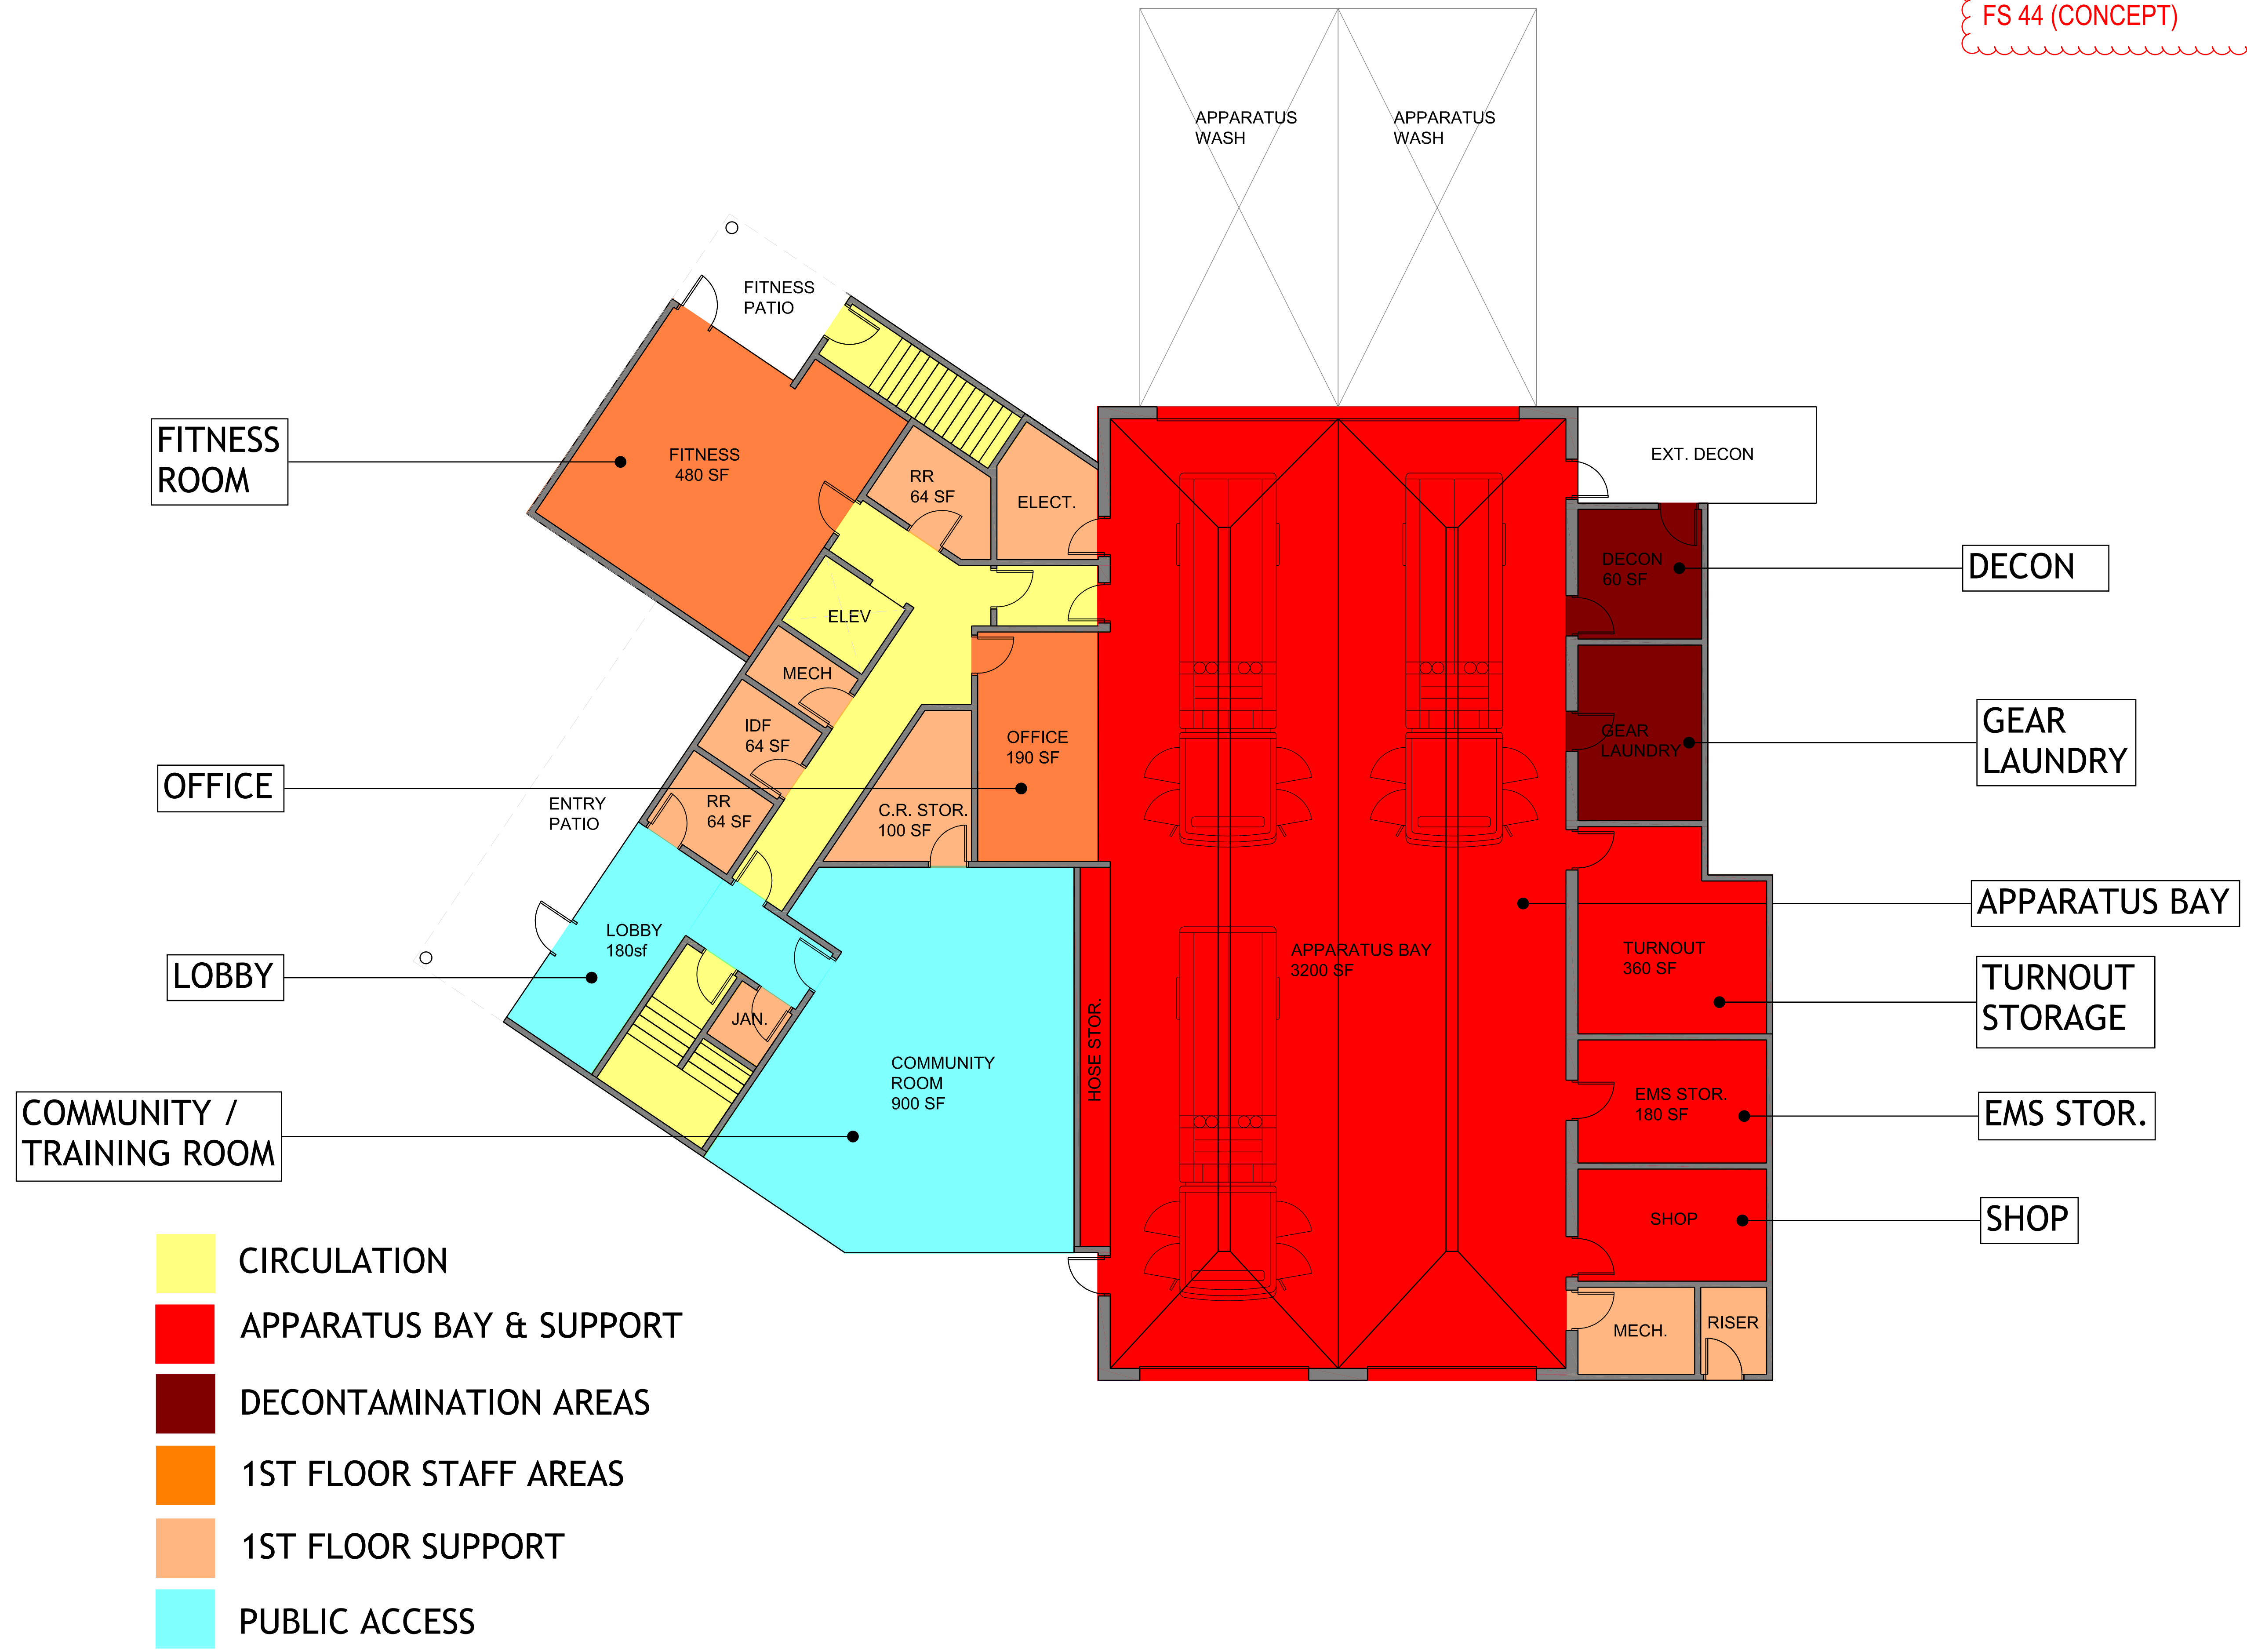 FS 44 (CONCEPT)
APPARATUS
WASH
APPARATUS
WASH
FITNESS
PATIO
FITNESS
ROOM
FITNESS
480 SF
RR
64 SF
ELECT.
EXT. DECON
DECON
60 SF
DECON
ELEV
MECH
IDF
64 SF
RR
64 SF
OFFICE
190 SF
OFFICE
C.R. STOR.
100 SF
ENTRY
PATIO
GEAR
LAUNDRY
GEAR
LAUNDRY
APPARATUS BAY
LOBBY
180sf
LOBBY
JAN.
HOSE STOR.
APPARATUS BAY
3200 SF
TURNOUT
360 SF
TURNOUT
STORAGE
COMMUNITY
ROOM
900 SF
COMMUNITY /
TRAINING ROOM
EMS STOR.
180 SF
EMS STOR.
SHOP
SHOP
MECH.
RISER
CIRCULATION
APPARATUS BAY & SUPPORT
DECONTAMINATION AREAS
1ST FLOOR STAFF AREAS
1ST FLOOR SUPPORT
PUBLIC ACCESS